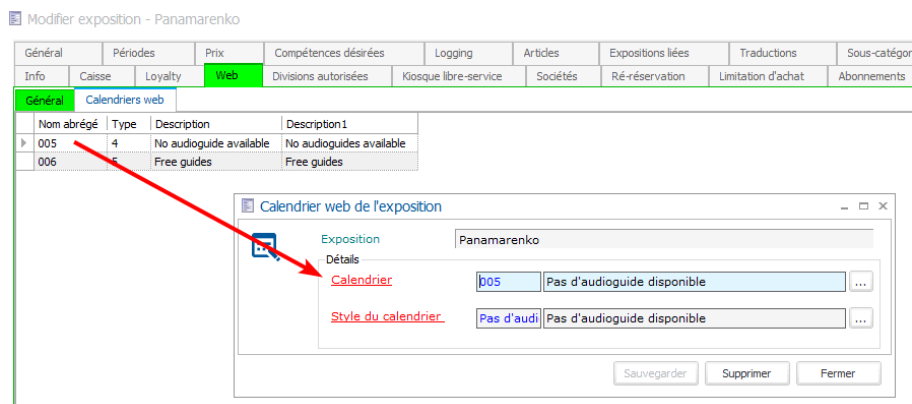 Modifier exposition - Panamarenko
Général Périodes Prix Compétences désirées Logging Articles Expositions liées Traductions Sous-catégor
Info Caisse Loyalty Web Divisions autorisées Kiosque libre-service Sociétés Ré-réservation Limitation d'achat Abonnements
Général Calendriers web
Nom abrégé Type Description Description1
005 4 No audioguide available No audioguides available
006 5 Free guides Free guides
Calendrier web de l'exposition
Exposition Panamarenko
Détails
Calendrier 005 Pas d'audioguide disponible ...
Style du calendrier Pas d'audi Pas d'audioguide disponible ...
Sauvegarder Supprimer Fermer